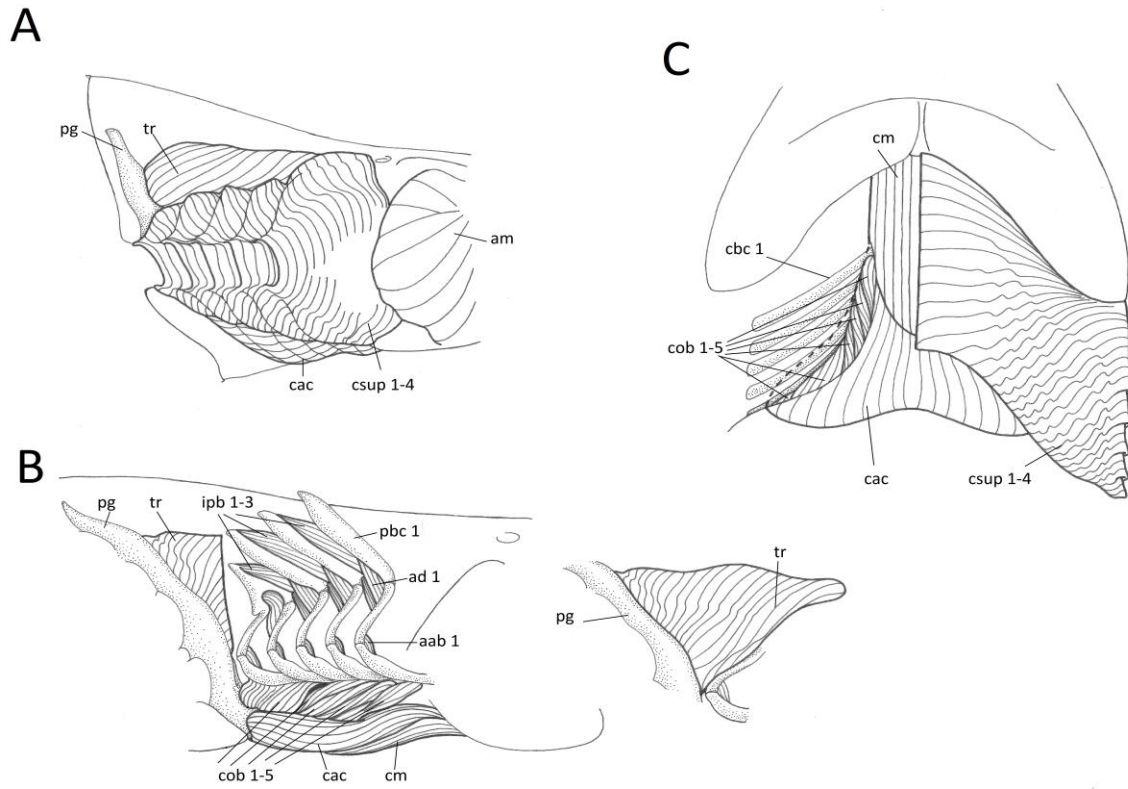 A
pg
tr
am
cac
csup 1-4
C
cm
cbc 1
cob 1-5
cac
csup 1-4
B
pg
tr
ipb 1-3
pbc 1
ad 1
aab 1
cob 1-5
cac
cm
tr
pg